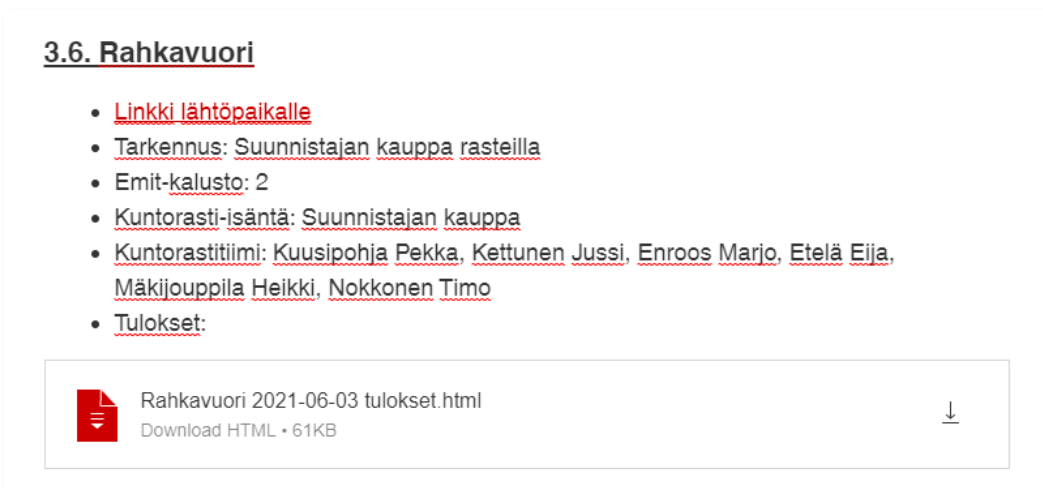 3.6. Rahkavuori
• Linkki lähtöpaikalle
• Tarkennus: Suunnistajan kauppa rasteilla
• Emit-kalusto: 2
• Kuntorasti-isäntä: Suunnistajan kauppa
• Kuntorastitiimi: Kuusipohja Pekka, Kettunen Jussi, Enroos Marjo, Etelä Eija,
Mäkijouppila Heikki, Nokkonen Timo
• Tulokset:
Rahkavuori 2021-06-03 tulokset.html
Download HTML • 61KB